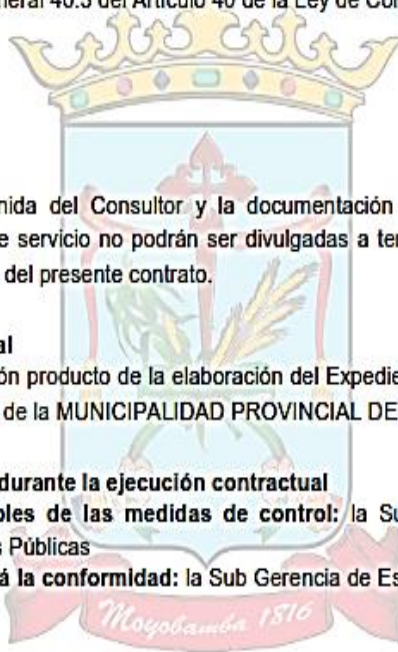 neral 40.3 del Artículo 40 de la Ley de Con
nida del Consultor y la documentación
e servicio no podrán ser divulgadas a ter
del presente contrato.
al
ón producto de la elaboración del Expedie
de la MUNICIPALIDAD PROVINCIAL DE
durante la ejecución contractual
bles de las medidas de control: la Su
s Públicas
á la conformidad: la Sub Gerencia de Es
Moyobamba 1816